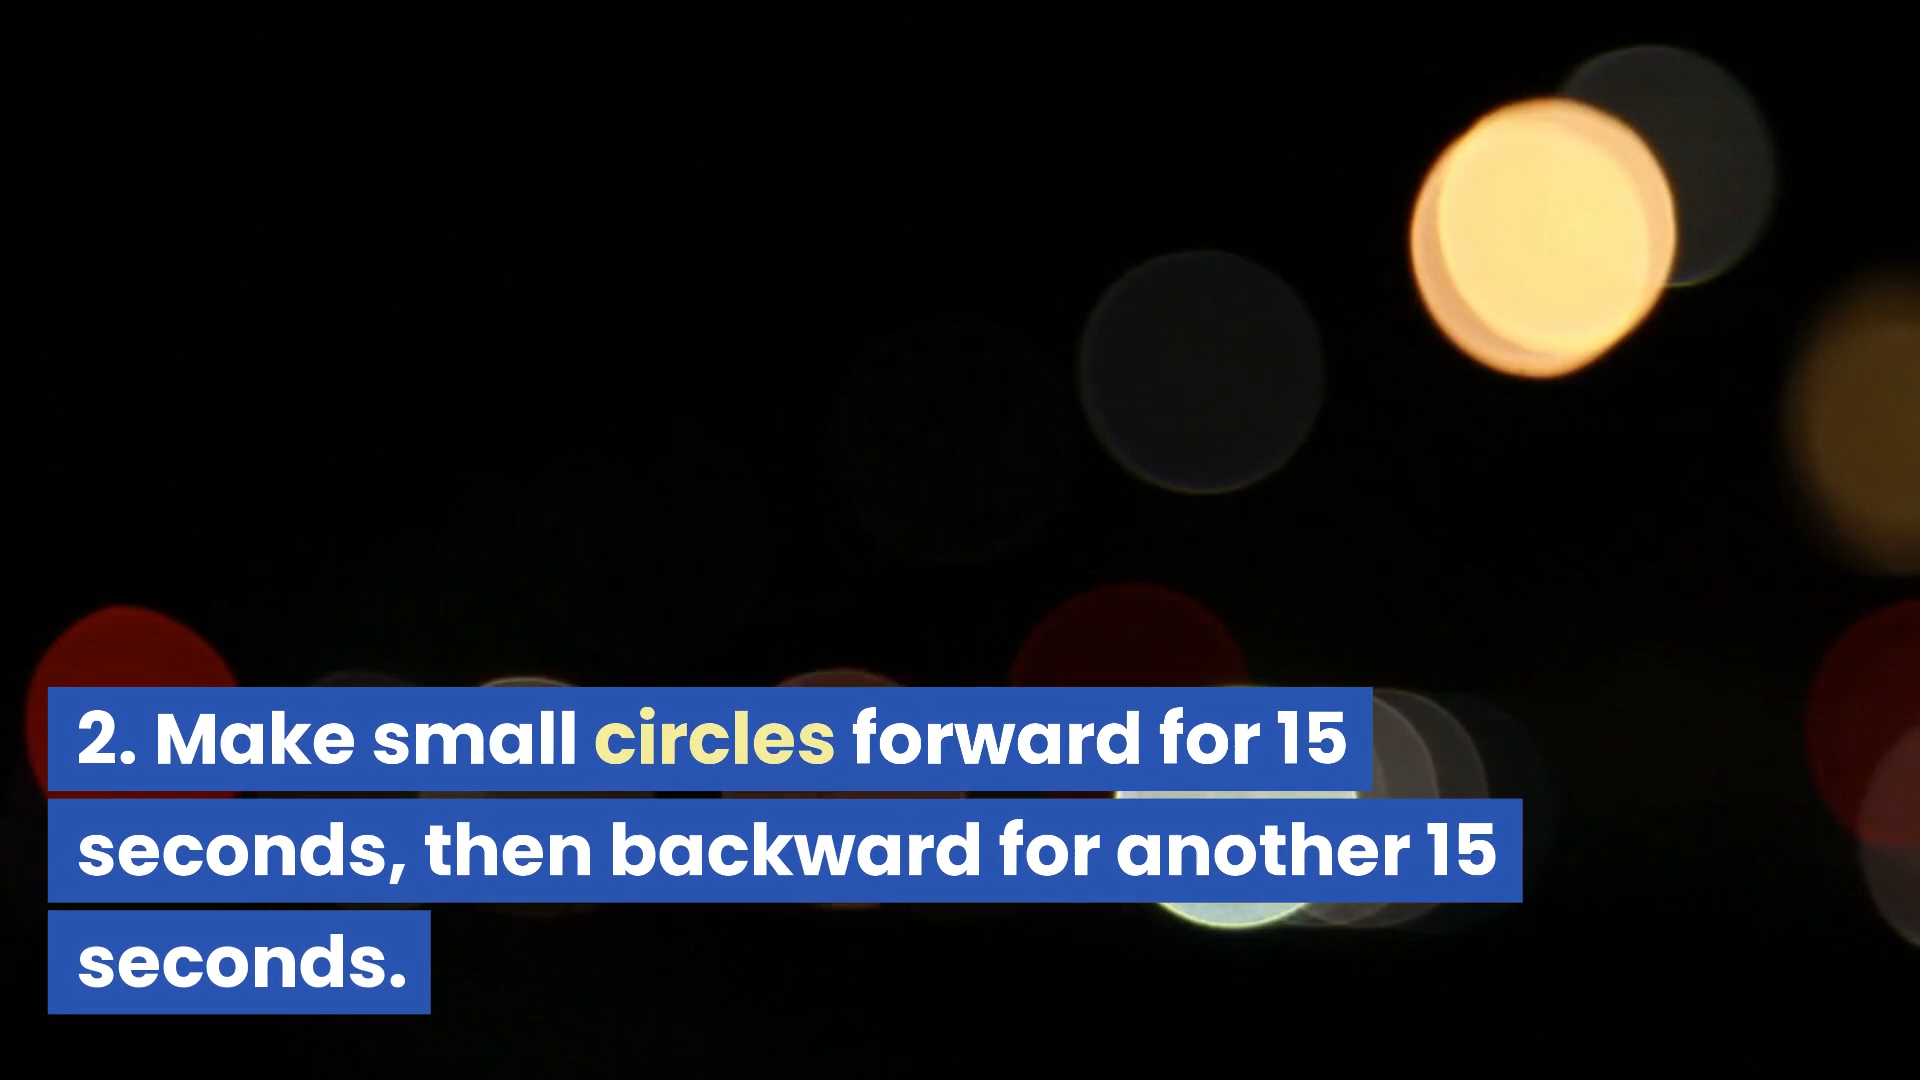 2. Make small circles forward for 15
seconds, then backward for another 15
seconds.